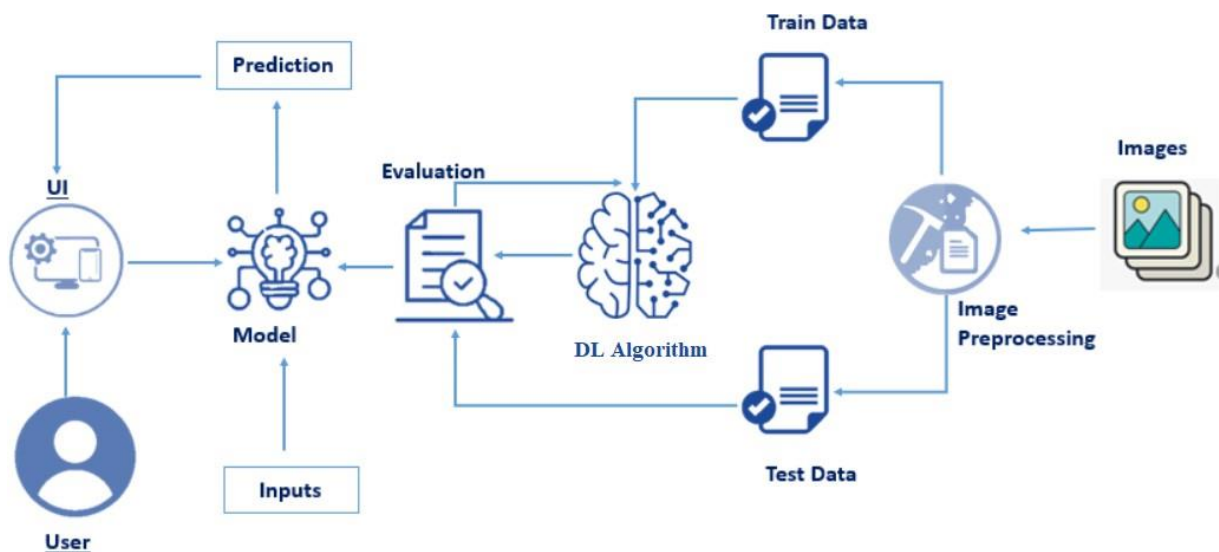 Train Data
Prediction
Images
Evaluation
UI
Image
Preprocessing
Model
DL Algorithm
Test Data
Inputs
User